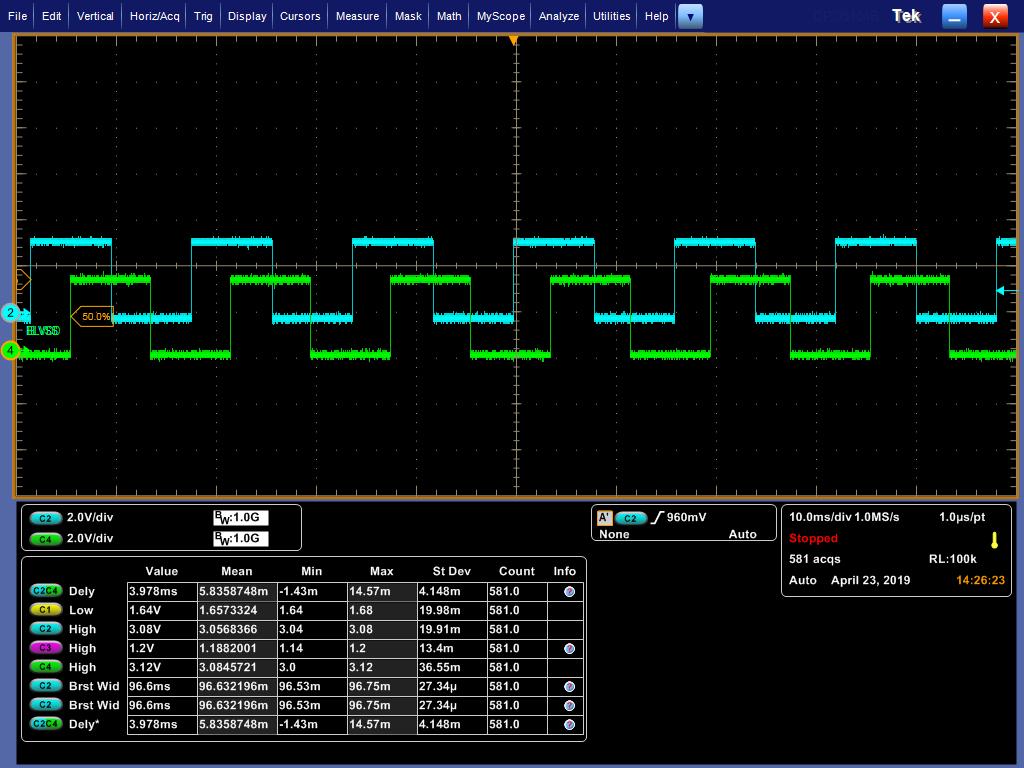 File Edit Vertical Horiz/Acq Trig Display Cursors Measure Mask Math MyScope Analyze Utilities Help Tek X
2
50.0%
ELVSS
4
C2 2.0V/div BW:1.0G
C4 2.0V/div BW:1.0G
A' C2 960mV
None Auto
10.0ms/div 1.0MS/s 1.0µs/pt
Stopped
581 acqs RL:100k
Auto April 23, 2019 14:26:23
Value Mean Min Max St Dev Count Info
C2C4 Dely 3.978ms 5.8358748m -1.43m 14.57m 4.148m 581.0
C1 Low 1.64V 1.6573324 1.64 1.68 19.98m 581.0
C2 High 3.08V 3.0568366 3.04 3.08 19.91m 581.0
C3 High 1.2V 1.1882001 1.14 1.2 13.4m 581.0
C4 High 3.12V 3.0845721 3.0 3.12 36.55m 581.0
C2 Brst Wid 96.6ms 96.632196m 96.53m 96.75m 27.34µ 581.0
C2 Brst Wid 96.6ms 96.632196m 96.53m 96.75m 27.34µ 581.0
C2C4 Dely* 3.978ms 5.8358748m -1.43m 14.57m 4.148m 581.0